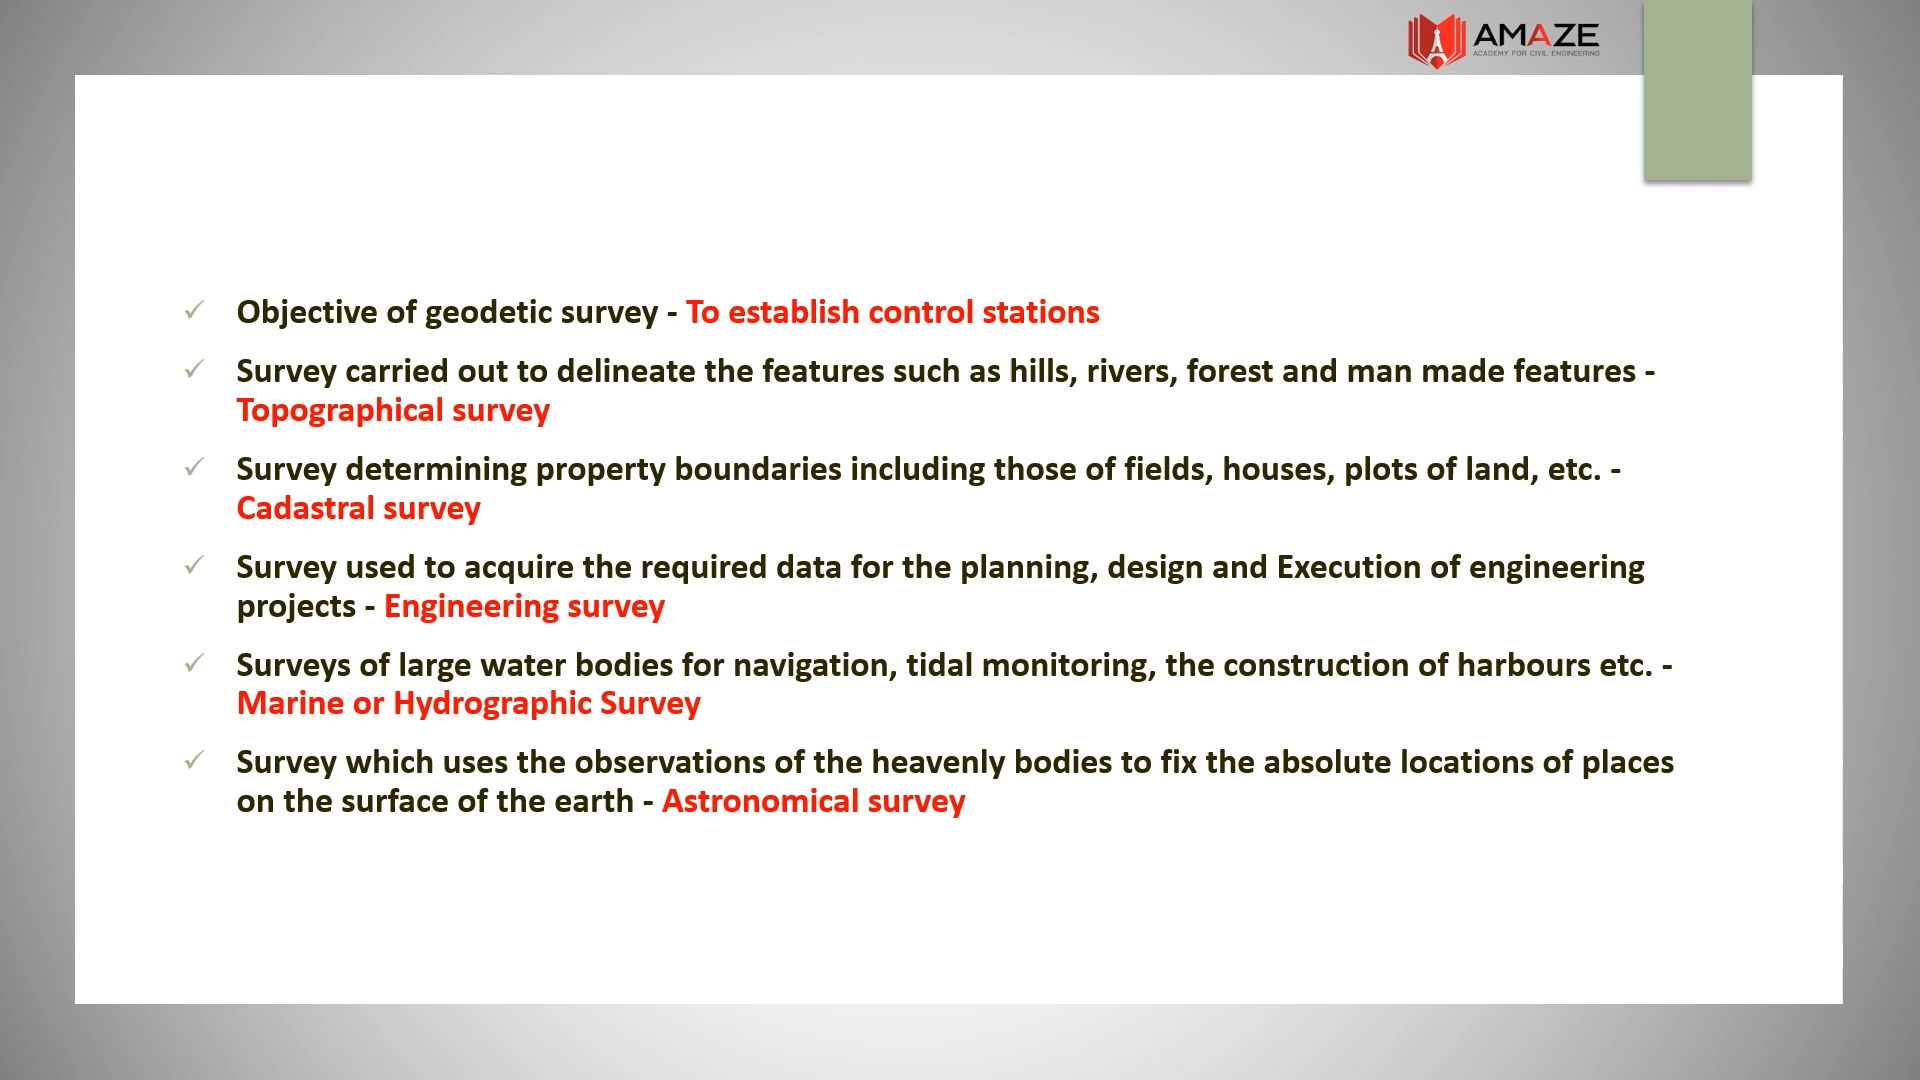 AMAZE
ACADEMY FOR CIVIL ENGINEERING
✓ Objective of geodetic survey - To establish control stations
✓ Survey carried out to delineate the features such as hills, rivers, forest and man made features -
Topographical survey
✓ Survey determining property boundaries including those of fields, houses, plots of land, etc. -
Cadastral survey
✓ Survey used to acquire the required data for the planning, design and Execution of engineering
projects - Engineering survey
✓ Surveys of large water bodies for navigation, tidal monitoring, the construction of harbours etc. -
Marine or Hydrographic Survey
✓ Survey which uses the observations of the heavenly bodies to fix the absolute locations of places
on the surface of the earth - Astronomical survey